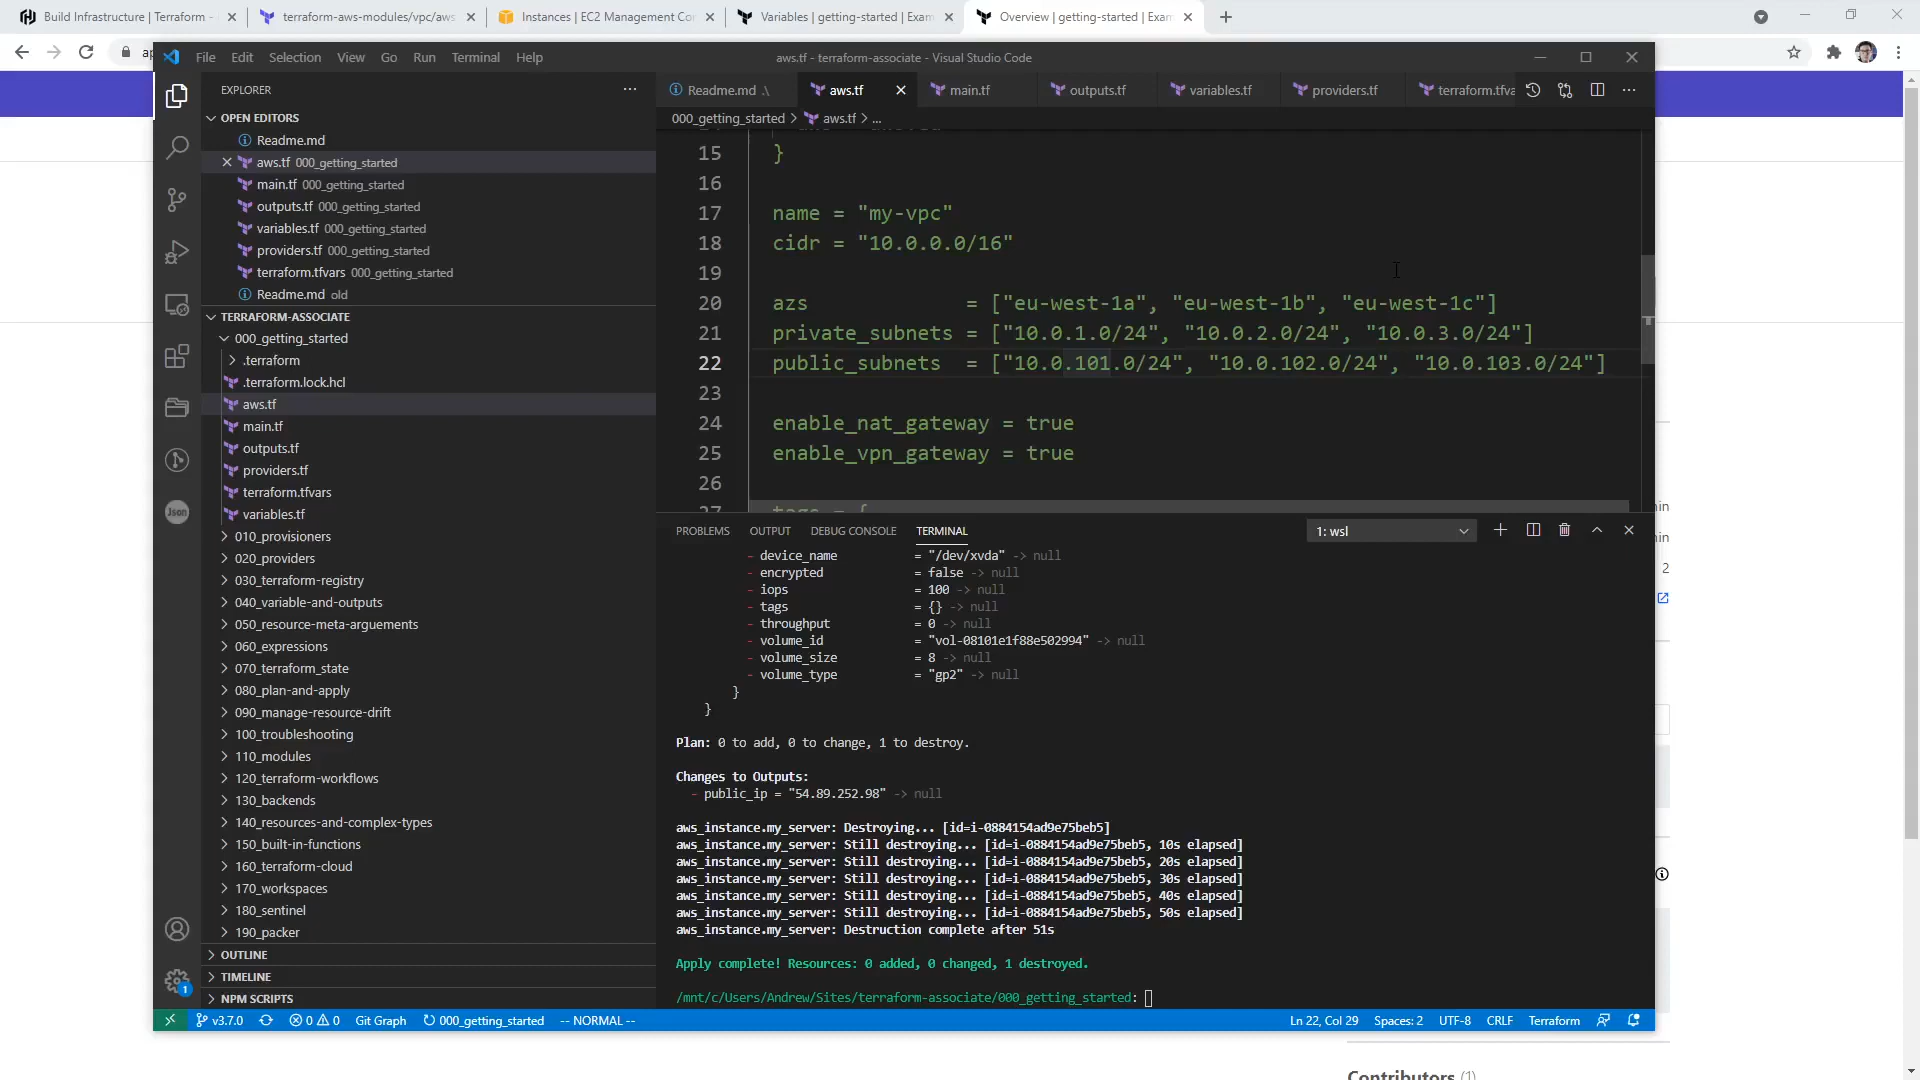 Build Infrastructure | Terraform -
terraform-aws-modules/vpc/aws
Instances | EC2 Management Co
Variables | getting-started | Exam
Overview | getting-started | Exam
File Edit Selection View Go Run Terminal Help
aws.tf - terraform-associate - Visual Studio Code
EXPLORER
Readme.md .\
aws.tf
main.tf
outputs.tf
variables.tf
providers.tf
terraform.tfva
OPEN EDITORS
000_getting_started > aws.tf > ...
Readme.md
aws.tf 000_getting_started
main.tf 000_getting_started
outputs.tf 000_getting_started
variables.tf 000_getting_started
providers.tf 000_getting_started
terraform.tfvars 000_getting_started
Readme.md old
TERRAFORM-ASSOCIATE
000_getting_started
.terraform
.terraform.lock.hcl
aws.tf
main.tf
outputs.tf
providers.tf
terraform.tfvars
variables.tf
010_provisioners
020_providers
030_terraform-registry
040_variable-and-outputs
050_resource-meta-arguements
060_expressions
070_terraform_state
080_plan-and-apply
090_manage-resource-drift
100_troubleshooting
110_modules
120_terraform-workflows
130_backends
140_resources-and-complex-types
150_built-in-functions
160_terraform-cloud
170_workspaces
180_sentinel
190_packer
OUTLINE
TIMELINE
NPM SCRIPTS
Json
1
15 }
16
17 name = "my-vpc"
18 cidr = "10.0.0.0/16"
19
20 azs = ["eu-west-1a", "eu-west-1b", "eu-west-1c"]
21 private_subnets = ["10.0.1.0/24", "10.0.2.0/24", "10.0.3.0/24"]
22 public_subnets = ["10.0.101.0/24", "10.0.102.0/24", "10.0.103.0/24"]
23
24 enable_nat_gateway = true
25 enable_vpn_gateway = true
26
27 tags = {
PROBLEMS OUTPUT DEBUG CONSOLE TERMINAL
1: wsl
- device_name = "/dev/xvda" -> null
- encrypted = false -> null
- iops = 100 -> null
- tags = {} -> null
- throughput = 0 -> null
- volume_id = "vol-08101e1f88e502994" -> null
- volume_size = 8 -> null
- volume_type = "gp2" -> null
}
}
Plan: 0 to add, 0 to change, 1 to destroy.
Changes to Outputs:
- public_ip = "54.89.252.98" -> null
aws_instance.my_server: Destroying... [id=i-0884154ad9e75beb5]
aws_instance.my_server: Still destroying... [id=i-0884154ad9e75beb5, 10s elapsed]
aws_instance.my_server: Still destroying... [id=i-0884154ad9e75beb5, 20s elapsed]
aws_instance.my_server: Still destroying... [id=i-0884154ad9e75beb5, 30s elapsed]
aws_instance.my_server: Still destroying... [id=i-0884154ad9e75beb5, 40s elapsed]
aws_instance.my_server: Still destroying... [id=i-0884154ad9e75beb5, 50s elapsed]
aws_instance.my_server: Destruction complete after 51s
Apply complete! Resources: 0 added, 0 changed, 1 destroyed.
/mnt/c/Users/Andrew/Sites/terraform-associate/000_getting_started:
v3.7.0 0 0 Git Graph 000_getting_started -- NORMAL --
Ln 22, Col 29 Spaces: 2 UTF-8 CRLF Terraform
2
Contributors (1)